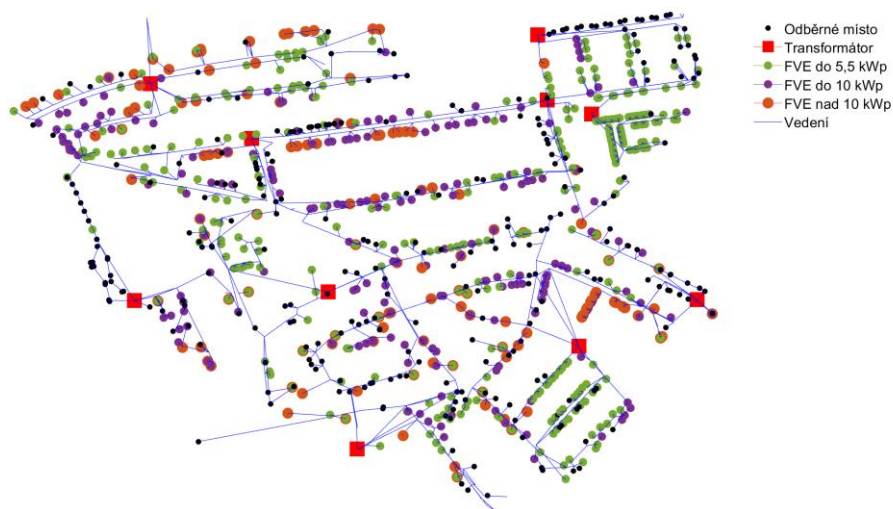 Odběrné místo
Transformátor
FVE do 5,5 kWp
FVE do 10 kWp
FVE nad 10 kWp
Vedení